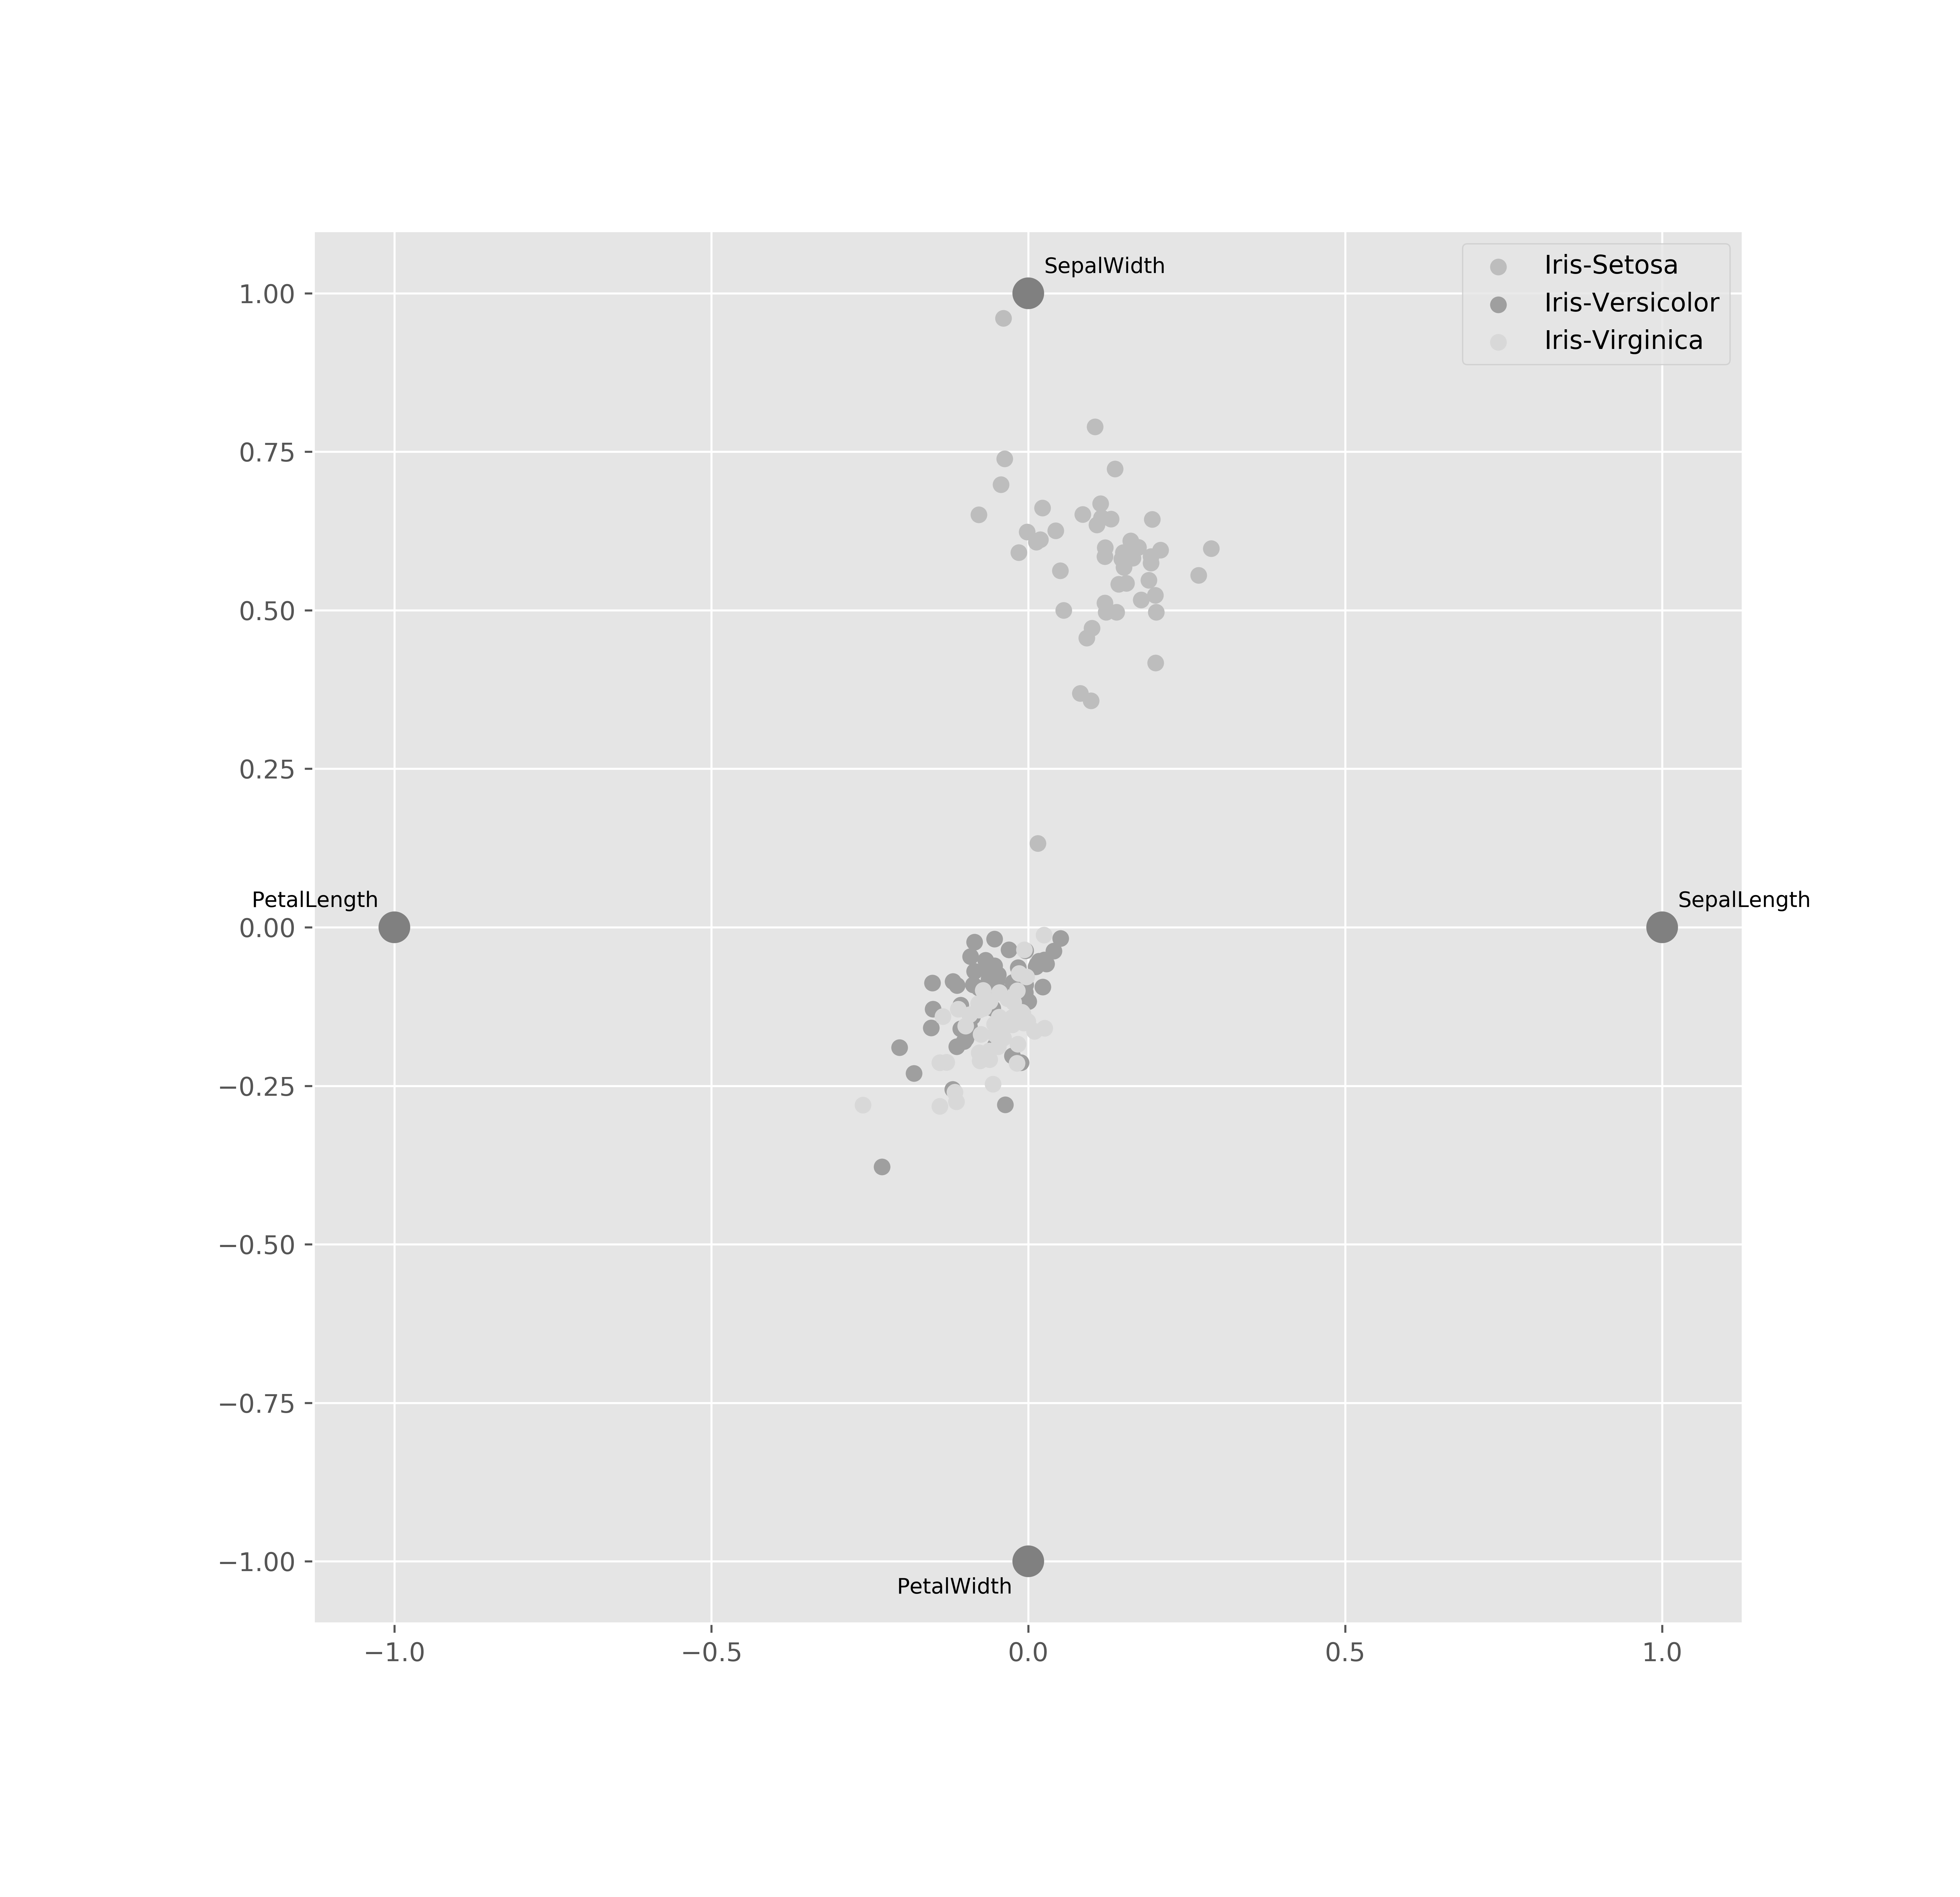 SepalWidth
Iris-Setosa
Iris-Versicolor
Iris-Virginica
1.00
0.75
0.50
0.25
PetalLength
SepalLength
0.00
−0.25
−0.50
−0.75
−1.00
PetalWidth
−1.0
−0.5
0.0
0.5
1.0